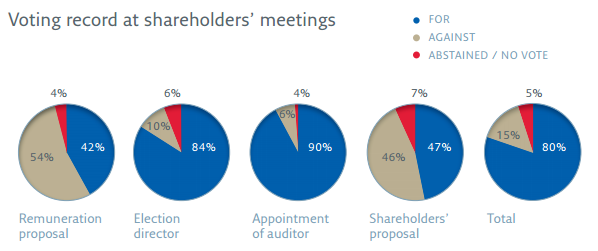 Voting record at shareholders’ meetings
FOR
AGAINST
ABSTAINED / NO VOTE
4%
42%
54%
6%
10%
84%
4%
6%
90%
7%
47%
46%
5%
15%
80%
Remuneration
proposal
Election
director
Appointment
of auditor
Shareholders’
proposal
Total